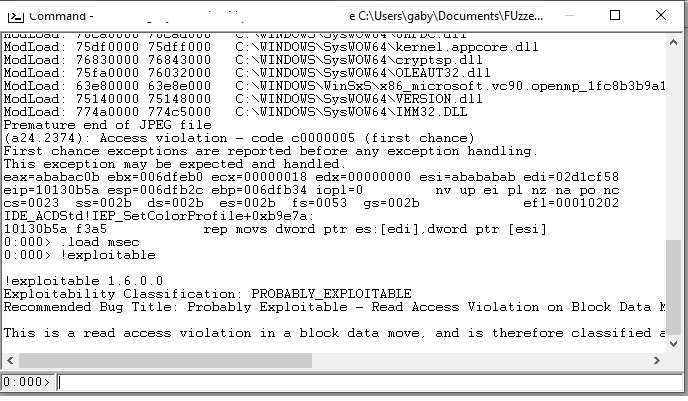 Command -
e C:\Users\gaby\Documents\FUzze...
ModLoad: 75df0000 75dff000 C:\WINDOWS\SysWOW64\kernel.appcore.dll
ModLoad: 76830000 76843000 C:\WINDOWS\SysWOW64\cryptsp.dll
ModLoad: 75fa0000 76032000 C:\WINDOWS\SysWOW64\OLEAUT32.dll
ModLoad: 63e80000 63e8e000 C:\WINDOWS\WinSxS\x86_microsoft.vc90.openmp_1fc8b3b9a1
ModLoad: 75140000 75148000 C:\WINDOWS\SysWOW64\VERSION.dll
ModLoad: 774a0000 774c5000 C:\WINDOWS\SysWOW64\IMM32.DLL
Premature end of JPEG file
(a24.2374): Access violation - code c0000005 (first chance)
First chance exceptions are reported before any exception handling.
This exception may be expected and handled.
eax=ababac0b ebx=006dfeb0 ecx=00000018 edx=00000000 esi=abababab edi=02d1cf58
eip=10130b5a esp=006dfb2c ebp=006dfb34 iopl=0 nv up ei pl nz na po nc
cs=0023 ss=002b ds=002b es=002b fs=0053 gs=002b efl=00010202
IDE_ACDStd!IEP_SetColorProfile+0xb9e7a:
10130b5a f3a5 rep movs dword ptr es:[edi],dword ptr [esi]
0:000> .load msec
0:000> !exploitable
!exploitable 1.6.0.0
Exploitability Classification: PROBABLY_EXPLOITABLE
Recommended Bug Title: Probably Exploitable - Read Access Violation on Block Data M
This is a read access violation in a block data move, and is therefore classified a
0:000>